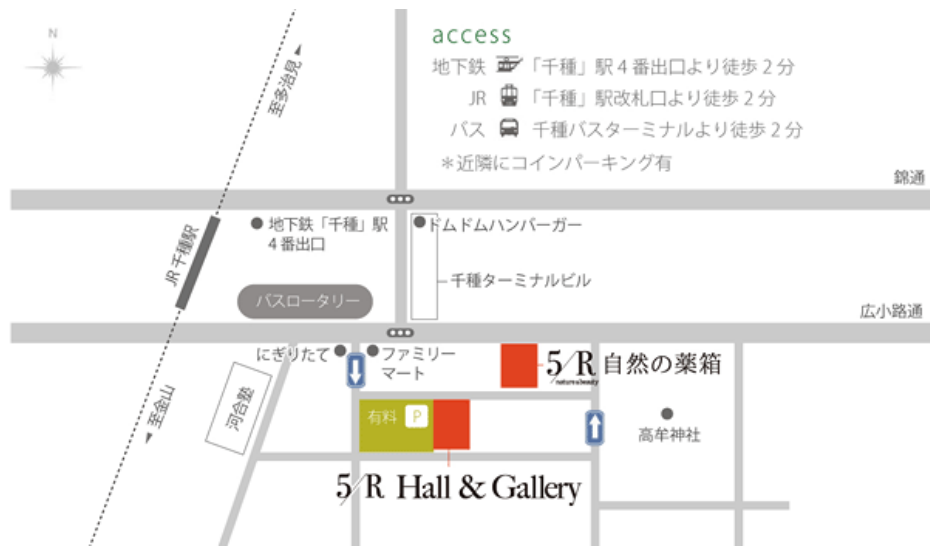 N
access
地下鉄 「千種」駅4番出口より徒歩2分
JR 「千種」駅改札口より徒歩2分
バス 千種バスターミナルより徒歩2分
＊近隣にコインパーキング有
至多治見
錦通
地下鉄「千種」駅
4番出口
ドムドムハンバーガー
JR 千種駅
千種ターミナルビル
バスロータリー
広小路通
にぎりたて
ファミリー
マート
5/R 自然の薬箱
nature&beauty
至金山
河合塾
有料 P
高牟神社
5/R Hall & Gallery